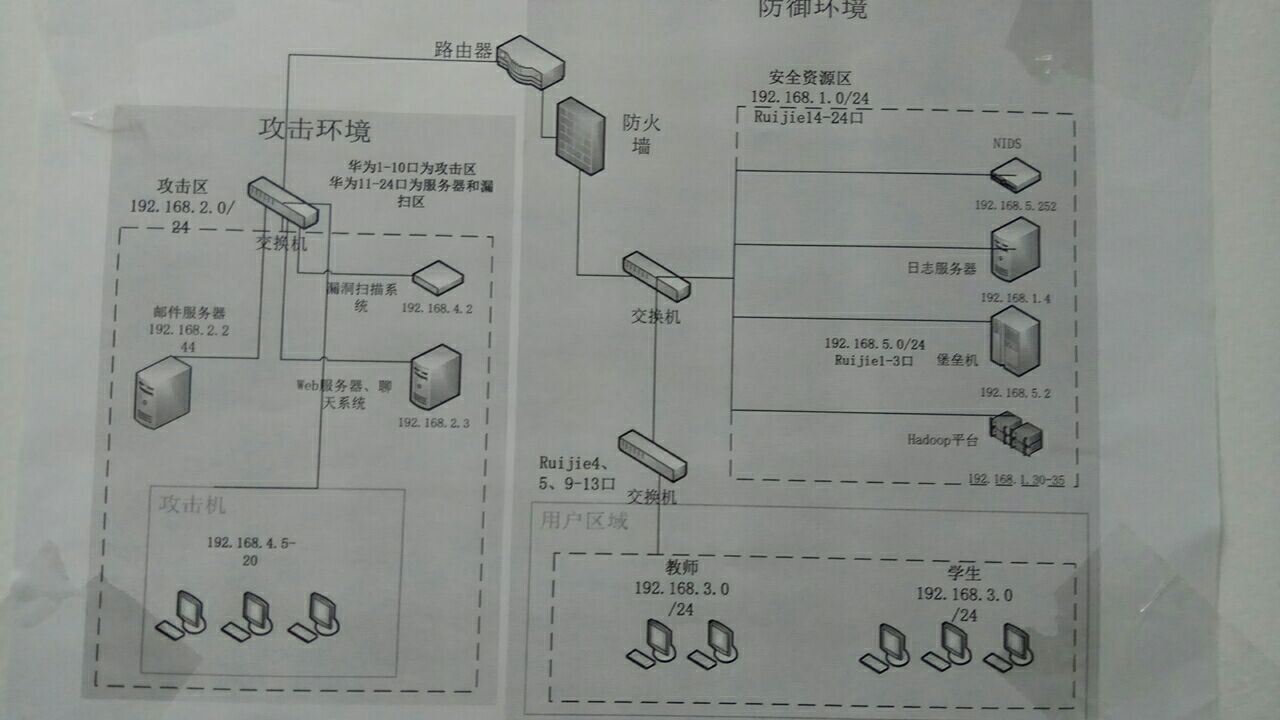 防御环境
路由器
防火
墙
安全资源区
192.168.1.0/24
Ruijie14-24口
NIDS
192.168.5.252
日志服务器
192.168.1.4
192.168.5.0/24
Ruijie1-3口
堡垒机
192.168.5.2
Hadoop平台
192.168.1.30-35
交换机
Ruijie4、
5、9-13口
交换机
用户区域
教师
192.168.3.0
/24
学生
192.168.3.0
/24
攻击环境
华为1-10口为攻击区
华为11-24口为服务器和漏
扫区
攻击区
192.168.2.0/
24
交换机
漏洞扫描系
统
192.168.4.2
邮件服务器
192.168.2.2
44
Web服务器、聊
天系统
192.168.2.3
攻击机
192.168.4.5-
20